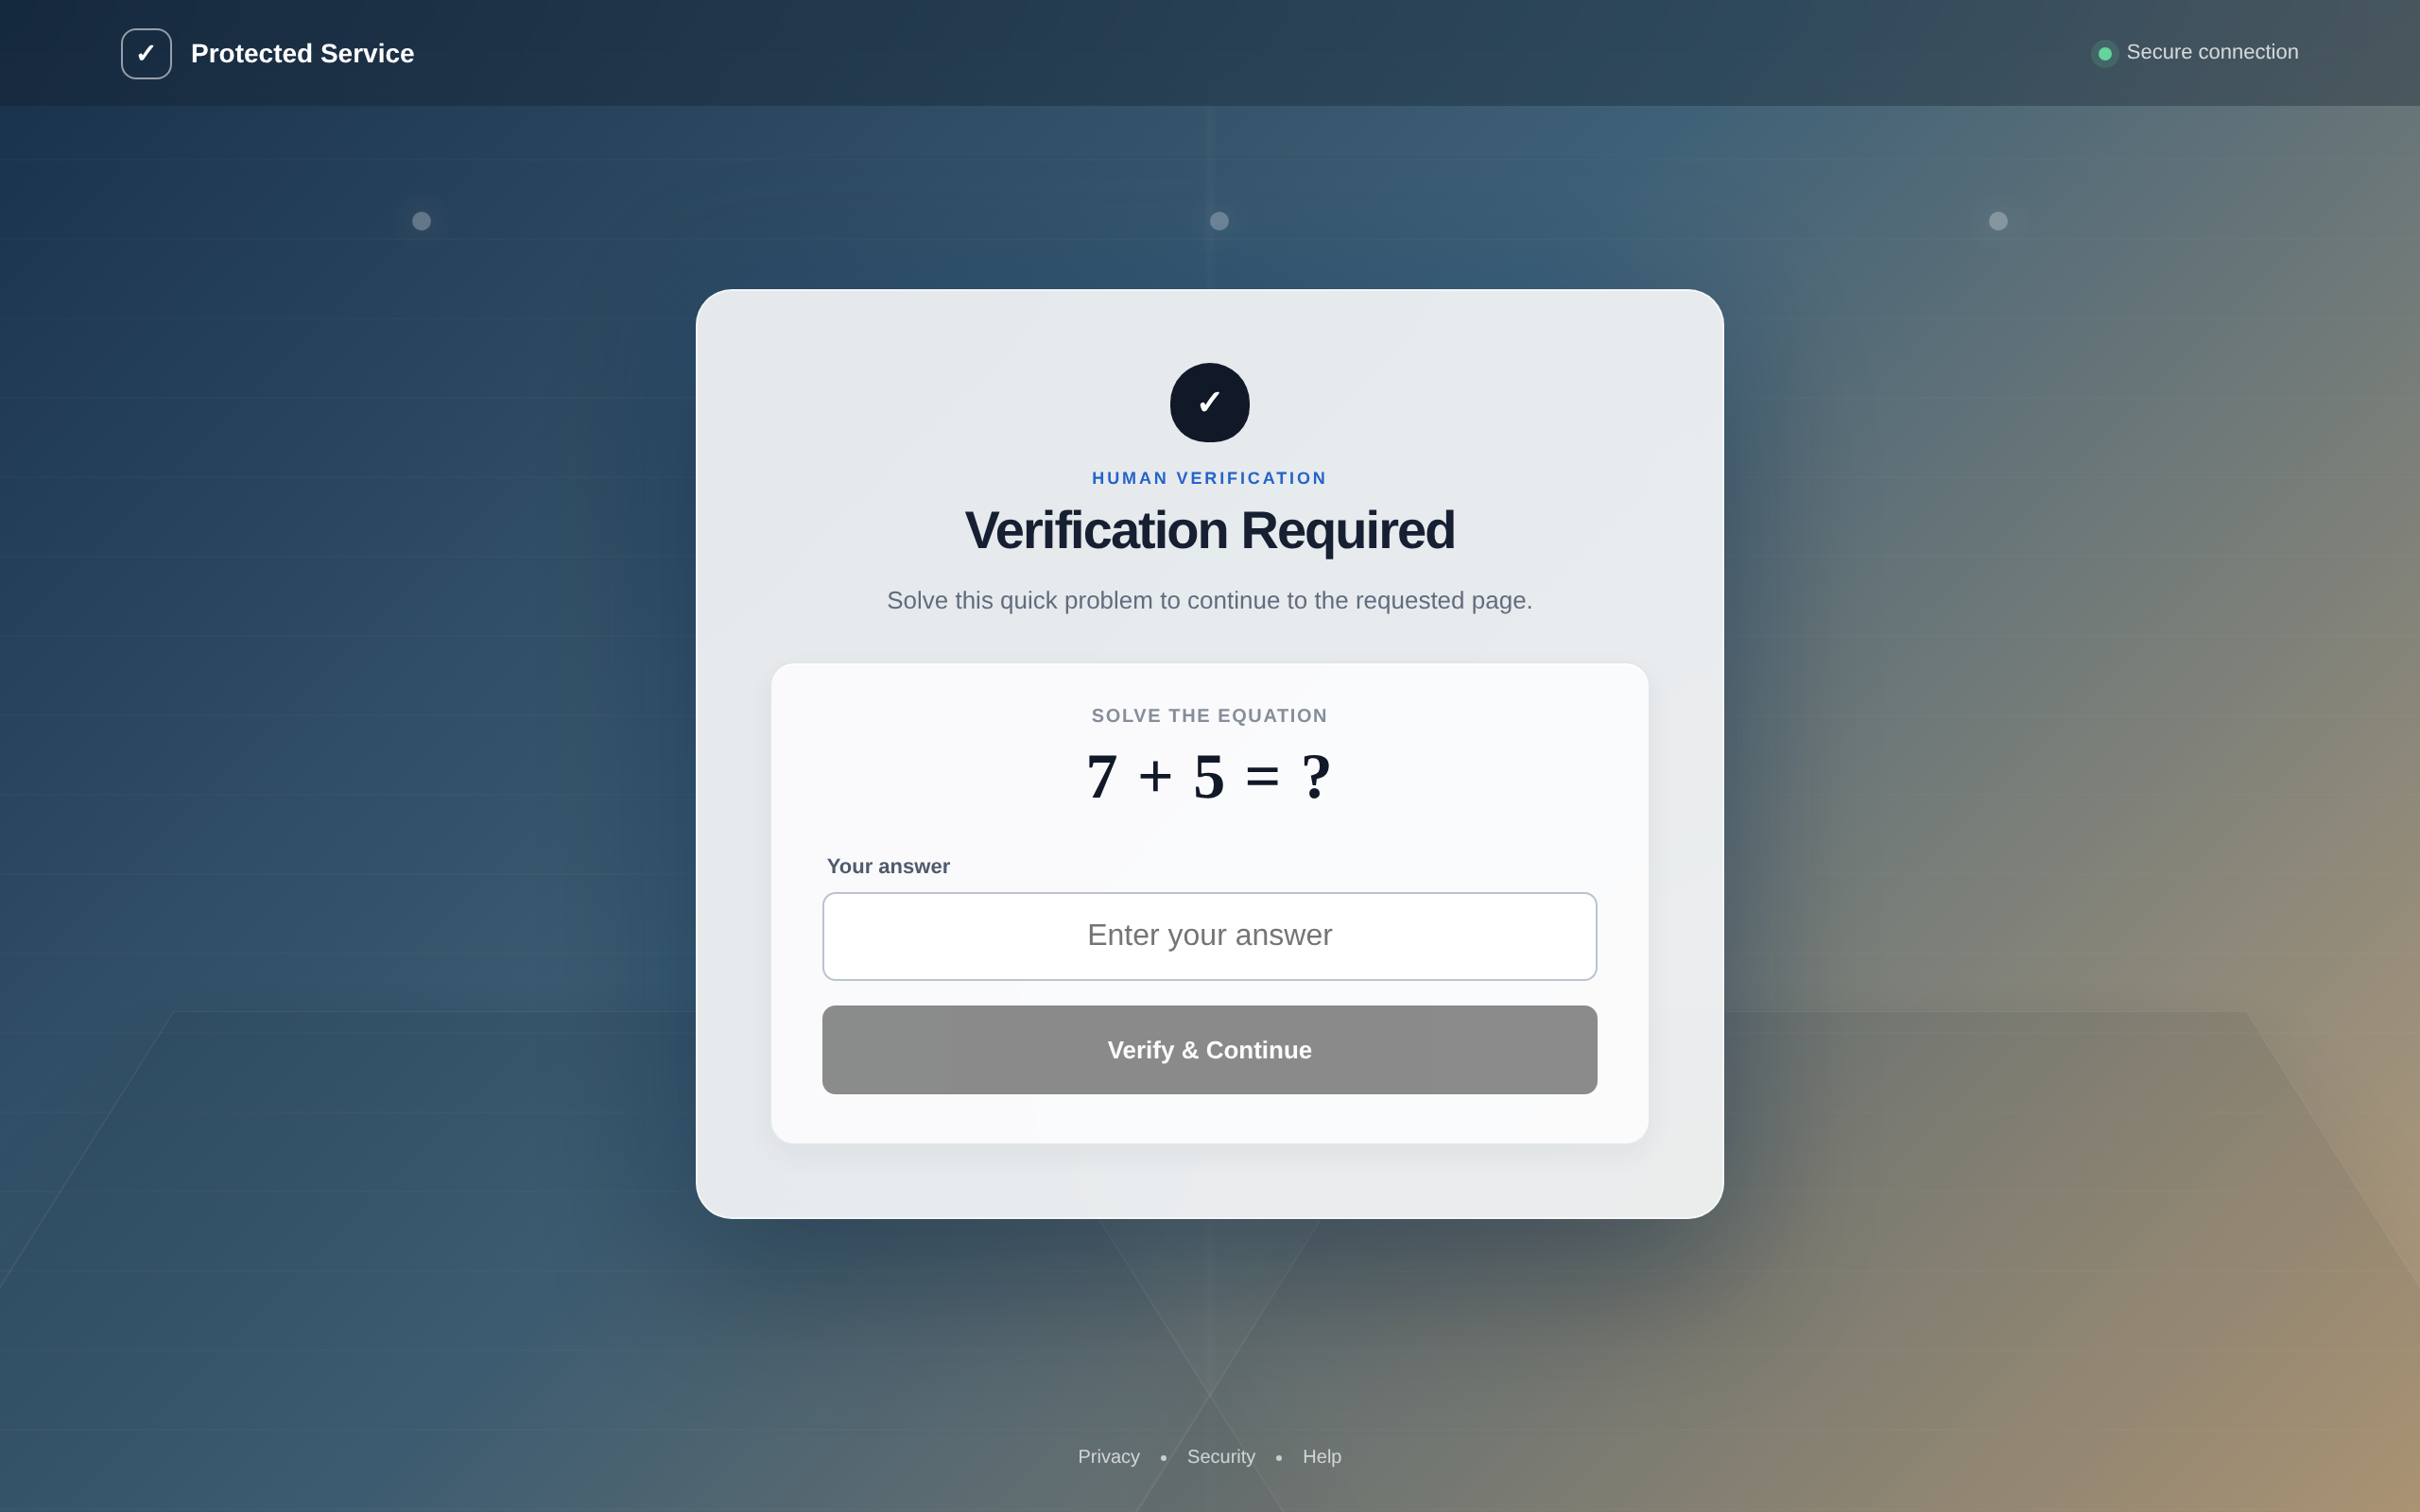 ✓ Protected Service
Secure connection
✓
HUMAN VERIFICATION
Verification Required
Solve this quick problem to continue to the requested page.
SOLVE THE EQUATION
7 + 5 = ?
Your answer
Enter your answer
Verify & Continue
Privacy • Security • Help